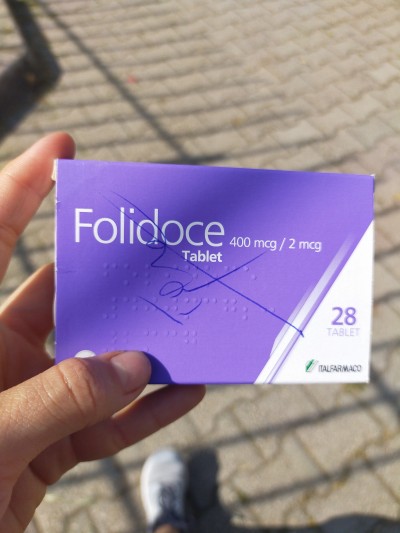 Folidoce 400 mcg / 2 mcg
Tablet
28
TABLET
ITALFARMACO